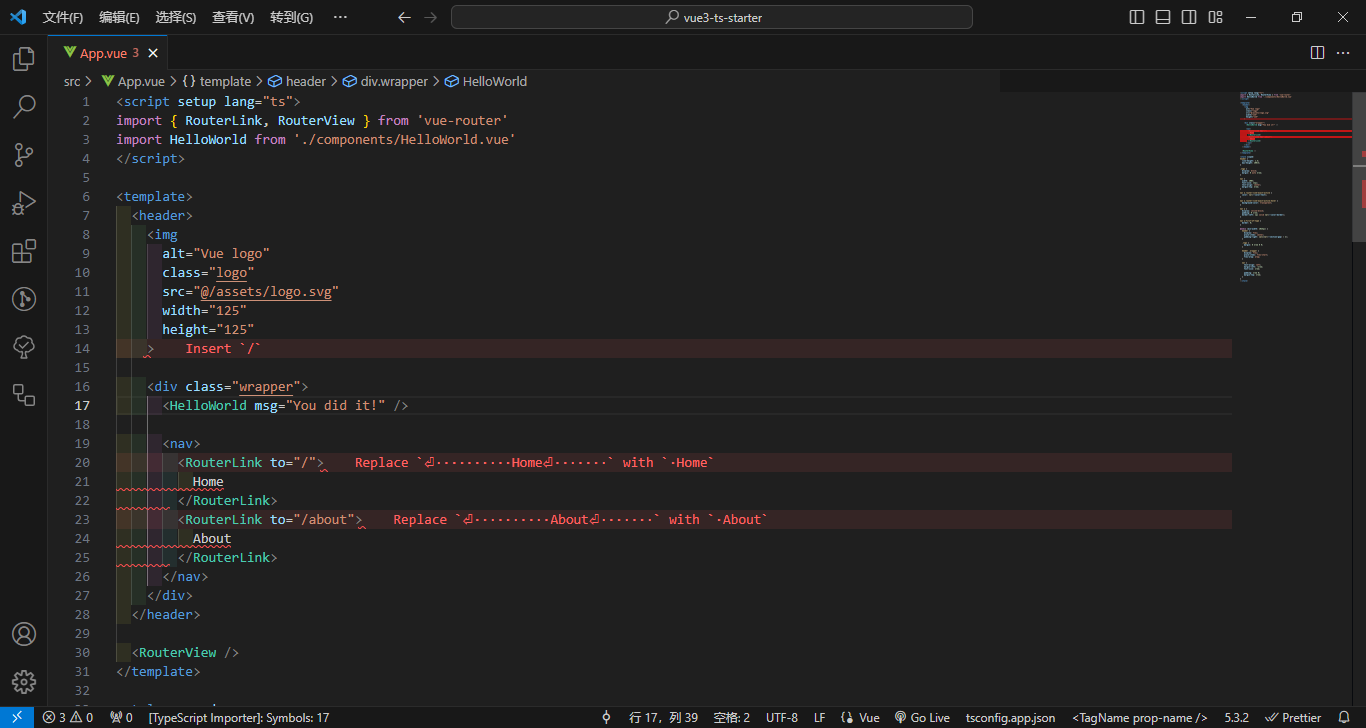 文件(F) 编辑(E) 选择(S) 查看(V) 转到(G) ··· vue3-ts-starter
App.vue 3
src > App.vue > {} template > header > div.wrapper > HelloWorld
1 <script setup lang="ts">
2 import { RouterLink, RouterView } from 'vue-router'
3 import HelloWorld from './components/HelloWorld.vue'
4 </script>
5
6 <template>
7 <header>
8 <img
9 alt="Vue logo"
10 class="logo"
11 src="@/assets/logo.svg"
12 width="125"
13 height="125"
14 > Insert `/`
15
16 <div class="wrapper">
17 <HelloWorld msg="You did it!" />
18
19 <nav>
20 <RouterLink to="/"> Replace `⏎··········Home⏎·······` with `·Home`
21 Home
22 </RouterLink>
23 <RouterLink to="/about"> Replace `⏎··········About⏎·······` with `·About`
24 About
25 </RouterLink>
26 </nav>
27 </div>
28 </header>
29
30 <RouterView />
31 </template>
32
3 0 0 [TypeScript Importer]: Symbols: 17 行 17，列 39 空格: 2 UTF-8 LF {} Vue Go Live tsconfig.app.json <TagName prop-name /> 5.3.2 Prettier